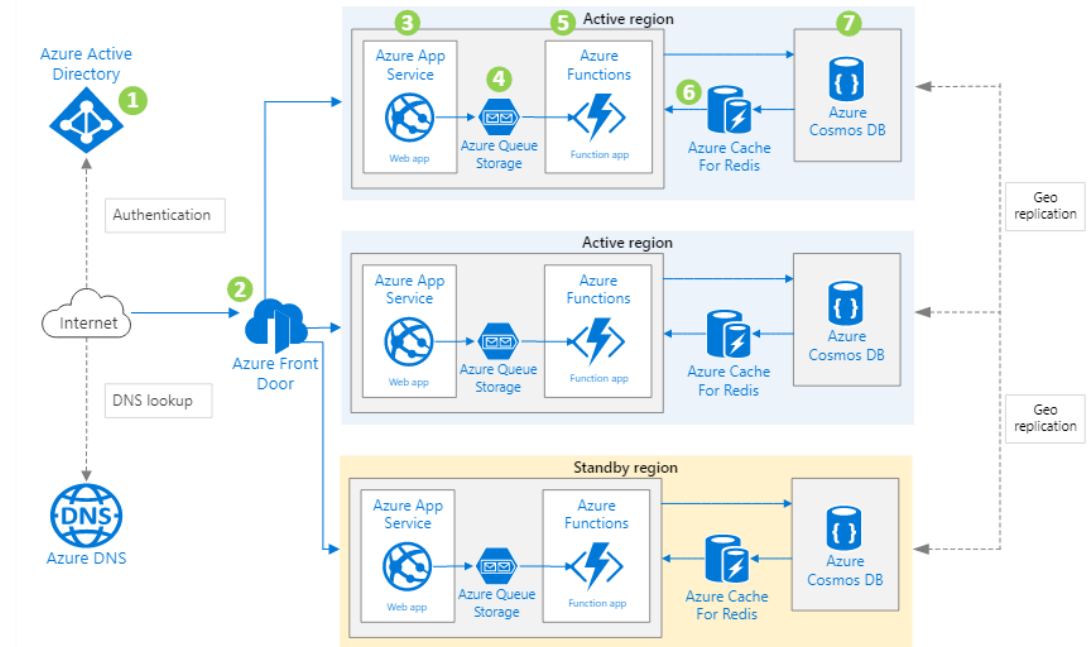 Azure Active
Directory
1
Authentication
Internet
DNS lookup
DNS
Azure DNS
2
Azure Front
Door
Active region
3
Azure App
Service
Web app
4
Azure Queue
Storage
5
Azure
Functions
Function app
6
Azure Cache
For Redis
7
{ }
Azure
Cosmos DB
Active region
Azure App
Service
Web app
Azure Queue
Storage
Azure
Functions
Function app
Azure Cache
For Redis
{ }
Azure
Cosmos DB
Standby region
Azure App
Service
Web app
Azure Queue
Storage
Azure
Functions
Function app
Azure Cache
For Redis
{ }
Azure
Cosmos DB
Geo
replication
Geo
replication